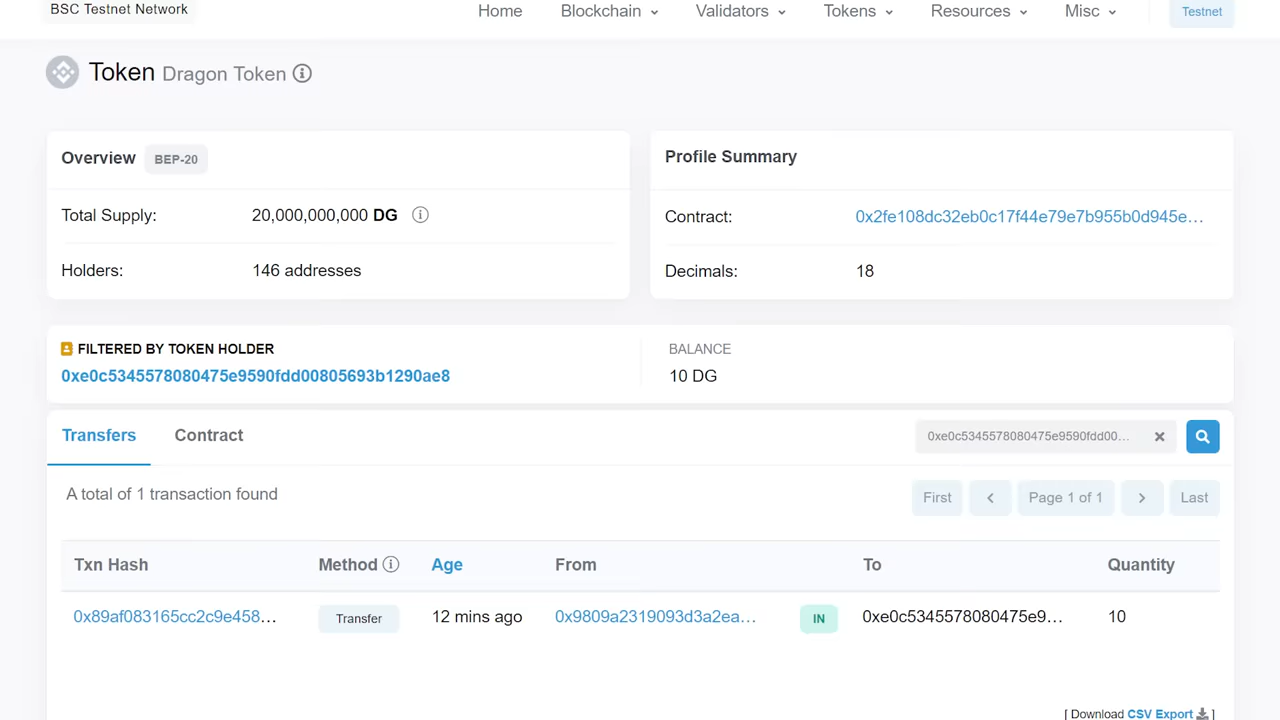 BSC Testnet Network
Home Blockchain Validators Tokens Resources Misc Testnet
Token Dragon Token
Overview BEP-20
Total Supply: 20,000,000,000 DG
Holders: 146 addresses
Profile Summary
Contract: 0x2fe108dc32eb0c17f44e79e7b955b0d945e...
Decimals: 18
FILTERED BY TOKEN HOLDER
0xe0c5345578080475e9590fdd00805693b1290ae8
BALANCE
10 DG
Transfers Contract 0xe0c5345578080475e9590fdd00...
A total of 1 transaction found
First Page 1 of 1 Last
Txn Hash Method Age From To Quantity
0x89af083165cc2c9e458... Transfer 12 mins ago 0x9809a2319093d3a2ea... IN 0xe0c5345578080475e9... 10
[ Download CSV Export ]